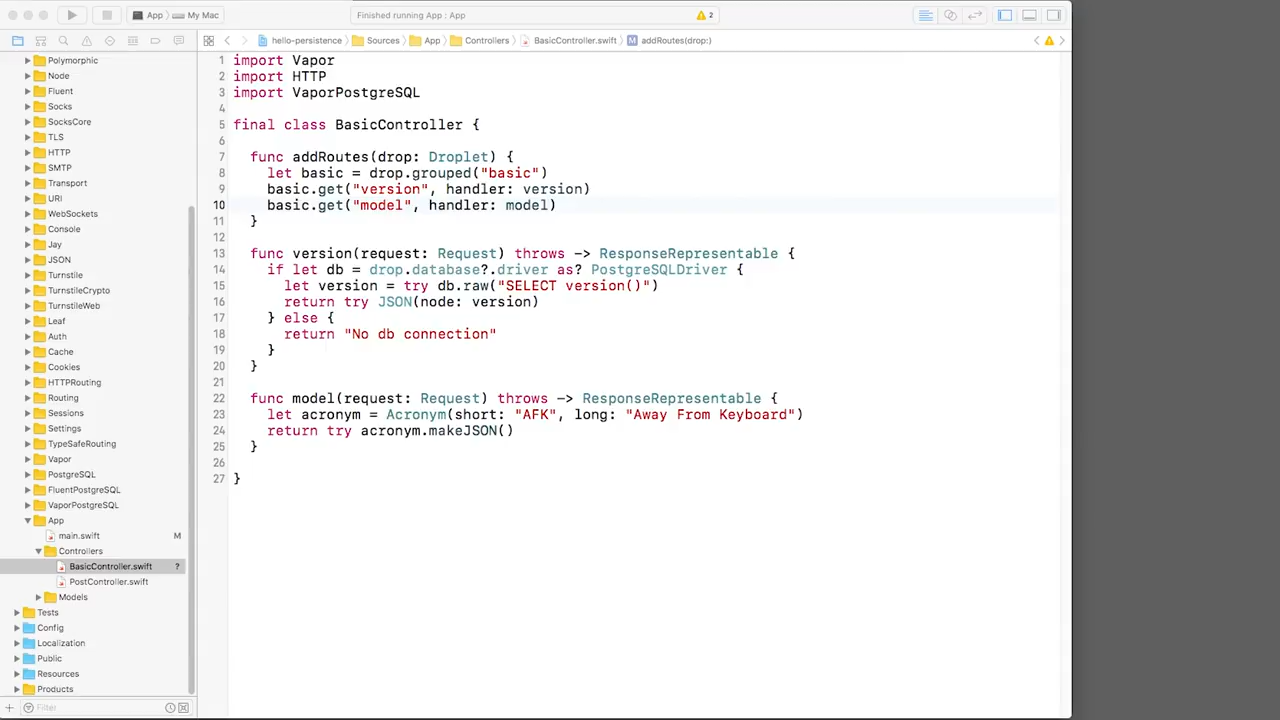 App
My Mac
Finished running App : App
2
hello-persistence
Sources
App
Controllers
BasicController.swift
M
addRoutes(drop:)
Polymorphic
Node
Fluent
Socks
SocksCore
TLS
HTTP
SMTP
Transport
URI
WebSockets
Console
Jay
JSON
Turnstile
TurnstileCrypto
TurnstileWeb
Leaf
Auth
Cache
Cookies
HTTPRouting
Routing
Sessions
Settings
TypeSafeRouting
Vapor
PostgreSQL
FluentPostgreSQL
VaporPostgreSQL
App
main.swift M
Controllers
BasicController.swift ?
PostController.swift
Models
Tests
Config
Localization
Public
Resources
Products
Filter
1 import Vapor
2 import HTTP
3 import VaporPostgreSQL
4
5 final class BasicController {
6
7 func addRoutes(drop: Droplet) {
8 let basic = drop.grouped("basic")
9 basic.get("version", handler: version)
10 basic.get("model", handler: model)
11 }
12
13 func version(request: Request) throws -> ResponseRepresentable {
14 if let db = drop.database?.driver as? PostgreSQLDriver {
15 let version = try db.raw("SELECT version()")
16 return try JSON(node: version)
17 } else {
18 return "No db connection"
19 }
20 }
21
22 func model(request: Request) throws -> ResponseRepresentable {
23 let acronym = Acronym(short: "AFK", long: "Away From Keyboard")
24 return try acronym.makeJSON()
25 }
26
27 }